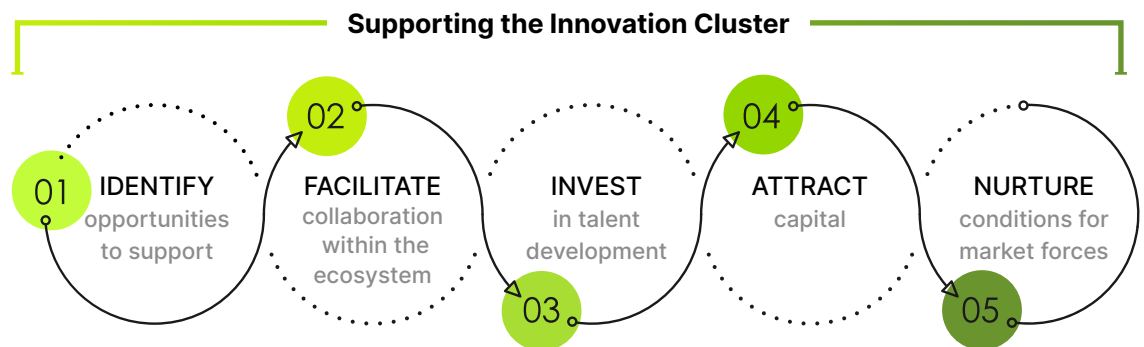 Supporting the Innovation Cluster
01
IDENTIFY
opportunities
to support
02
FACILITATE
collaboration
within the
ecosystem
03
INVEST
in talent
development
04
ATTRACT
capital
05
NURTURE
conditions for
market forces